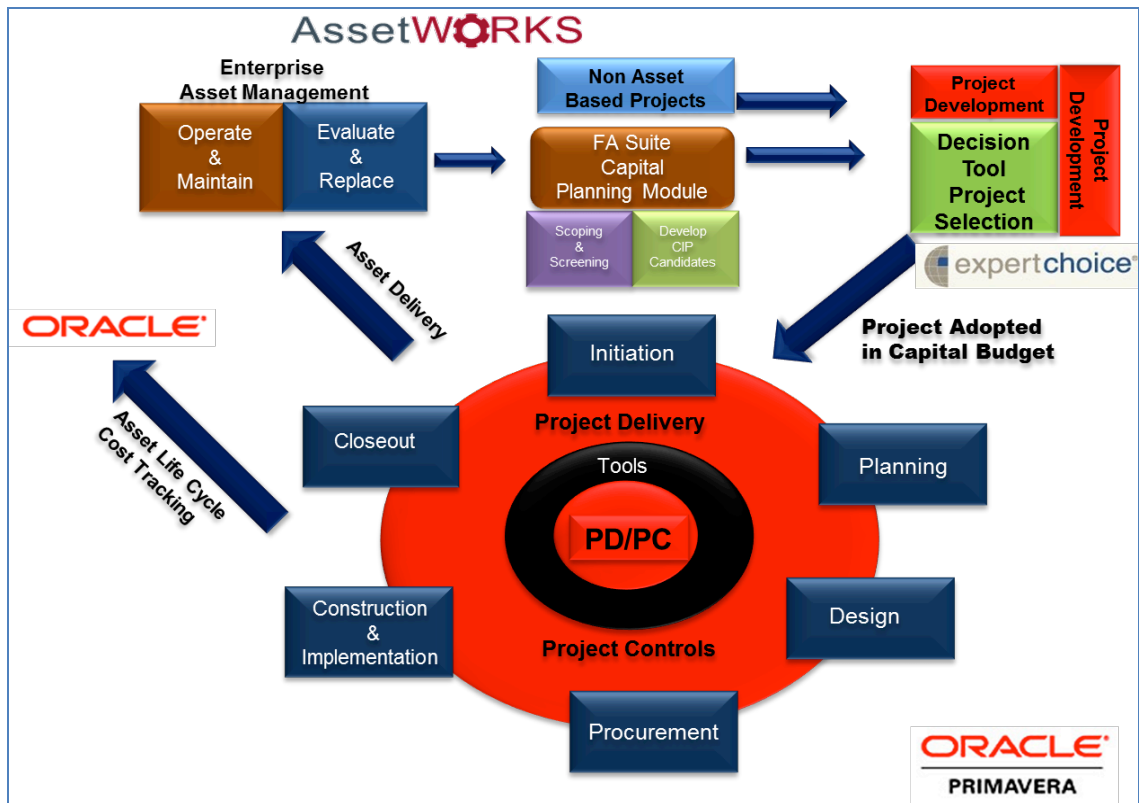 AssetWORKS
Enterprise
Asset Management
Operate
&
Maintain
Evaluate
&
Replace
Non Asset
Based Projects
FA Suite
Capital
Planning Module
Scoping
&
Screening
Develop
CIP
Candidates
Project
Development
Project
Development
Decision
Tool
Project
Selection
expertchoice®
Asset Delivery
ORACLE®
Project Adopted
in Capital Budget
Initiation
Project Delivery
Closeout
Tools
Planning
Asset Life Cycle
Cost Tracking
PD/PC
Construction
&
Implementation
Design
Project Controls
Procurement
ORACLE®
PRIMAVERA